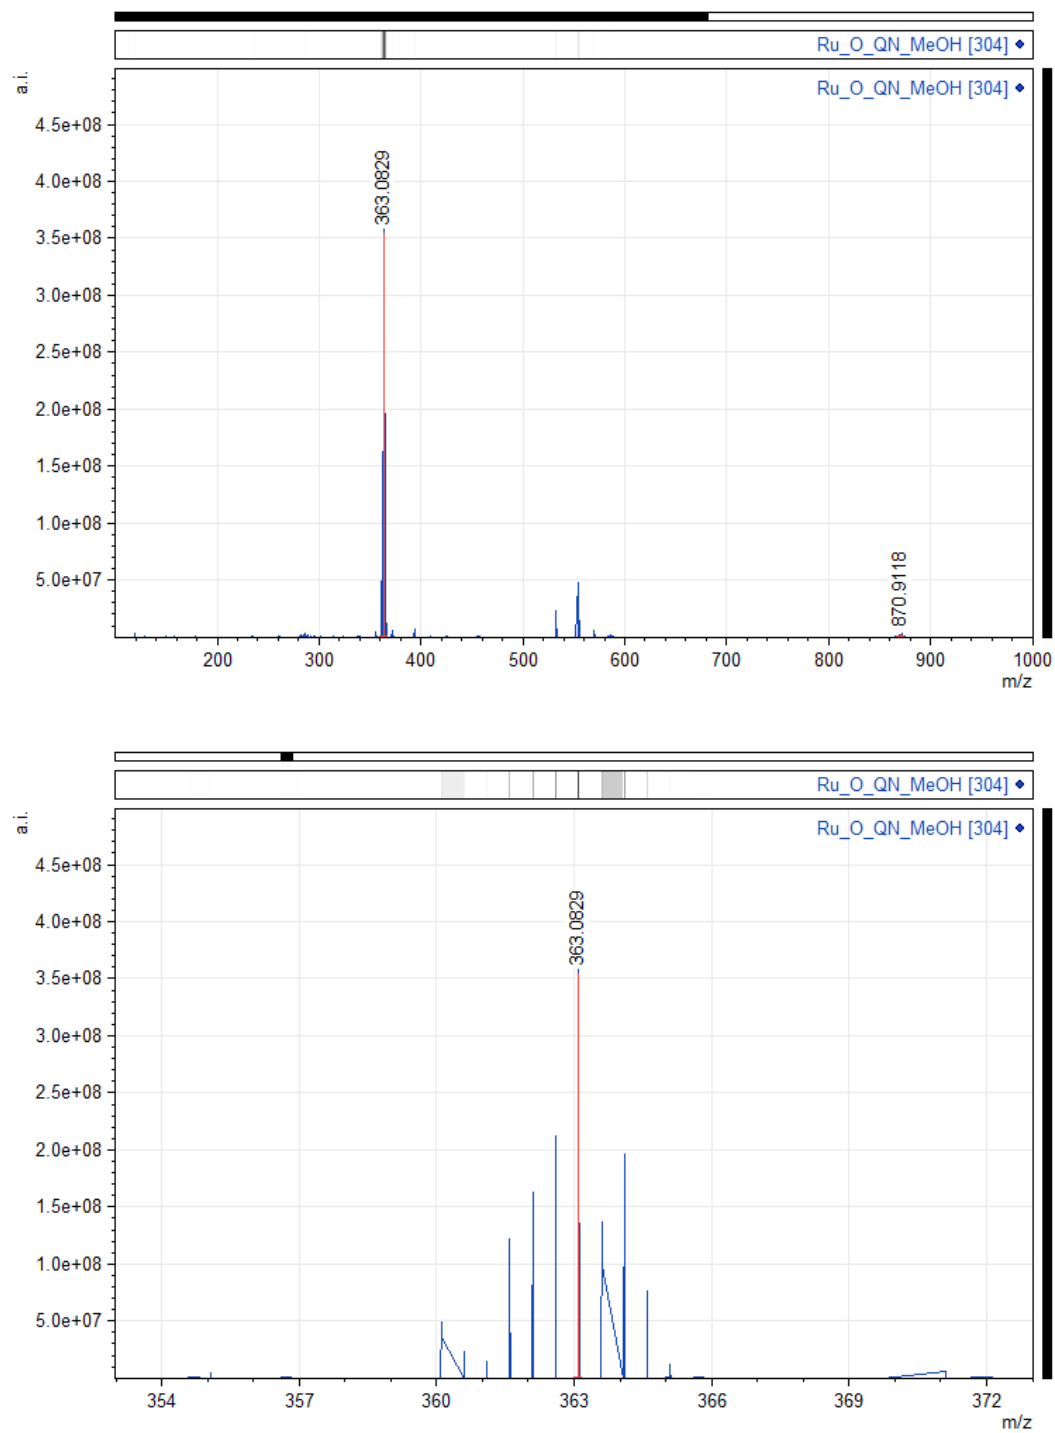 Ru_O_QN_MeOH [304]
a.i.
Ru_O_QN_MeOH [304]
4.5e+08
4.0e+08
3.5e+08
3.0e+08
2.5e+08
2.0e+08
1.5e+08
1.0e+08
5.0e+07
363.0829
870.9118
200 300 400 500 600 700 800 900 1000
m/z
Ru_O_QN_MeOH [304]
a.i.
Ru_O_QN_MeOH [304]
4.5e+08
4.0e+08
3.5e+08
3.0e+08
2.5e+08
2.0e+08
1.5e+08
1.0e+08
5.0e+07
363.0829
354 357 360 363 366 369 372
m/z